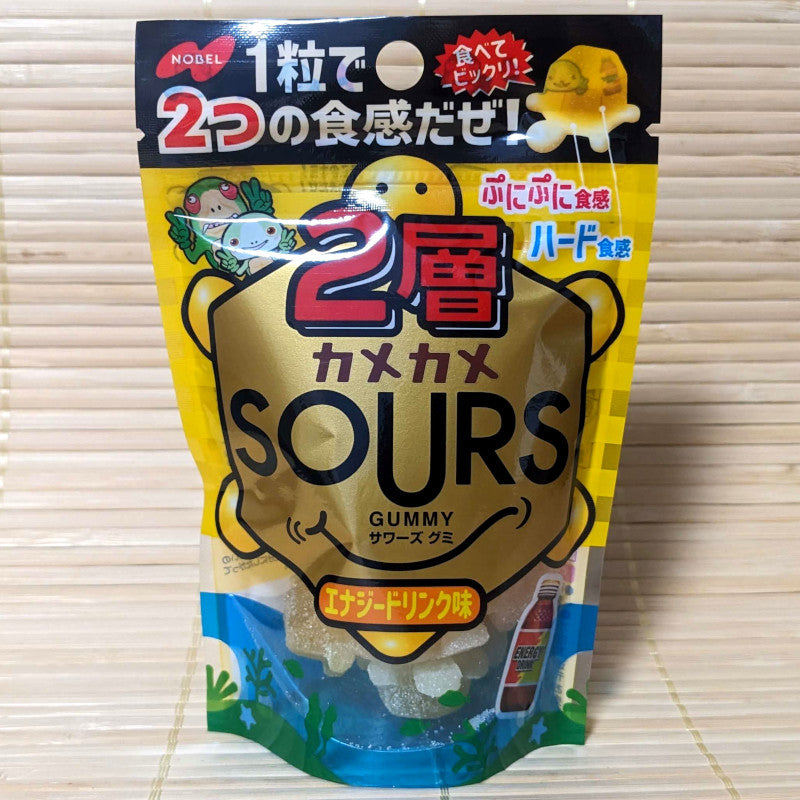 NOBEL
1粒で
2つの食感だぜ!
食べて
ビックリ!
ぷにぷに食感
ハード食感
2層
カメカメ
SOURS
GUMMY
サワーズ グミ
エナジードリンク味
ENERGY
DRINK